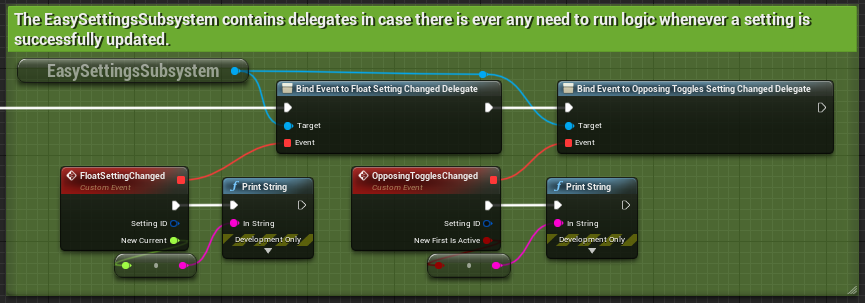 The EasySettingsSubsystem contains delegates in case there is ever any need to run logic whenever a setting is
successfully updated.
EasySettingsSubsystem
Bind Event to Float Setting Changed Delegate
Target
Event
Bind Event to Opposing Toggles Setting Changed Delegate
Target
Event
FloatSettingChanged
Custom Event
Setting ID
New Current
Print String
In String
Development Only
OpposingTogglesChanged
Custom Event
Setting ID
New First Is Active
Print String
In String
Development Only